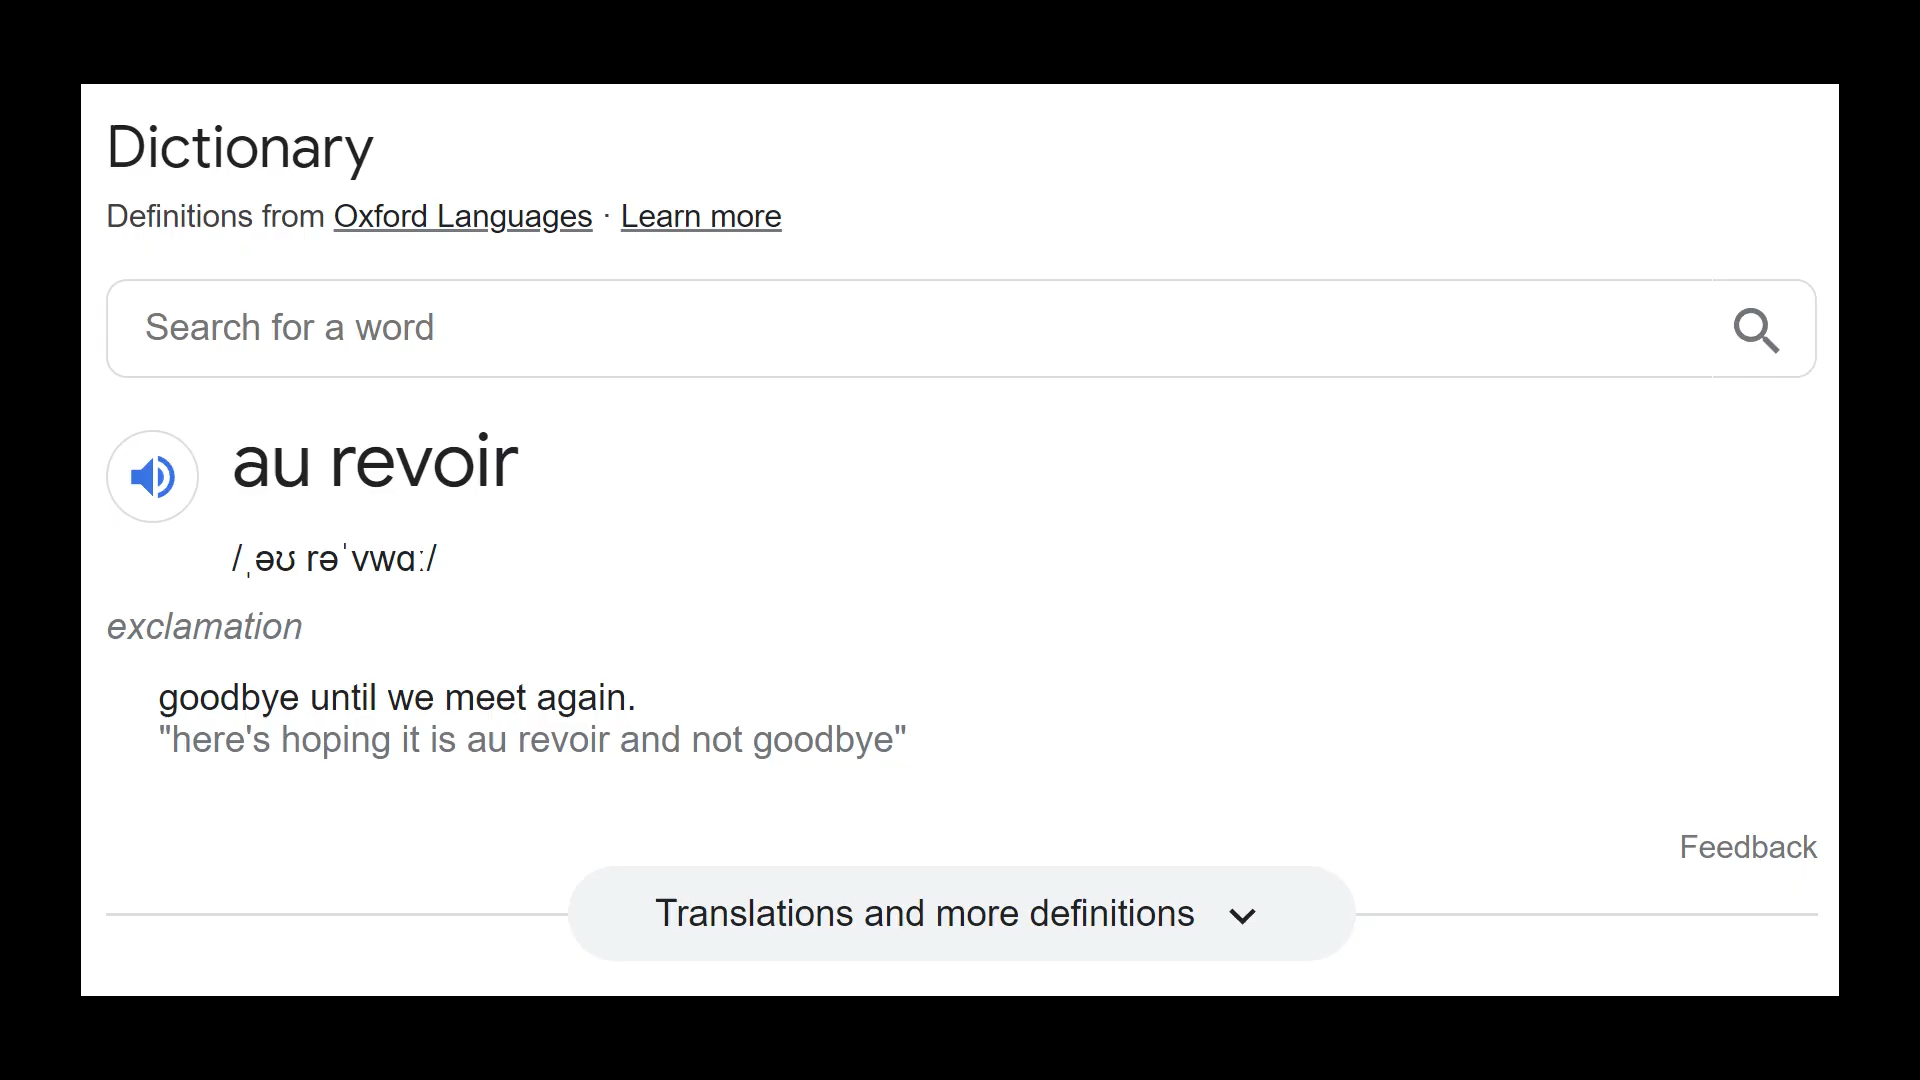 Dictionary
Definitions from Oxford Languages · Learn more
Search for a word
au revoir
/ˌəʊ rəˈvwɑː/
exclamation
goodbye until we meet again.
"here's hoping it is au revoir and not goodbye"
Feedback
Translations and more definitions